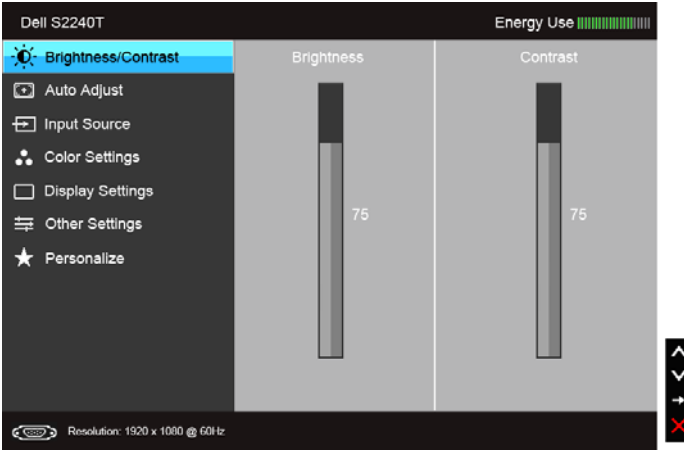 Dell S2240T
Energy Use
Brightness/Contrast
Auto Adjust
Input Source
Color Settings
Display Settings
Other Settings
Personalize
Brightness
Contrast
75
75
Resolution: 1920 x 1080 @ 60Hz